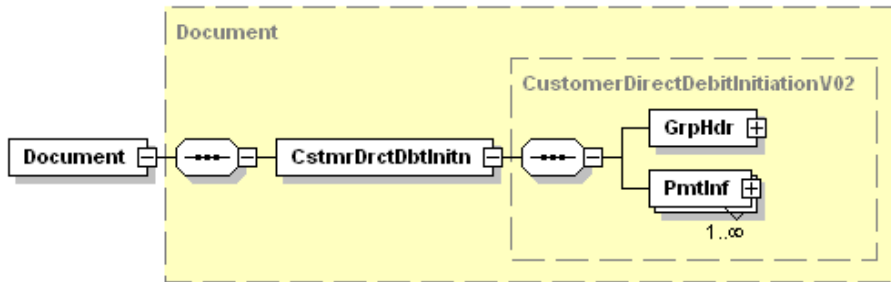 Document
CustomerDirectDebitInitiationV02
GrpHdr
Document
CstmrDrctDbtInitn
PmtInf
1..∞